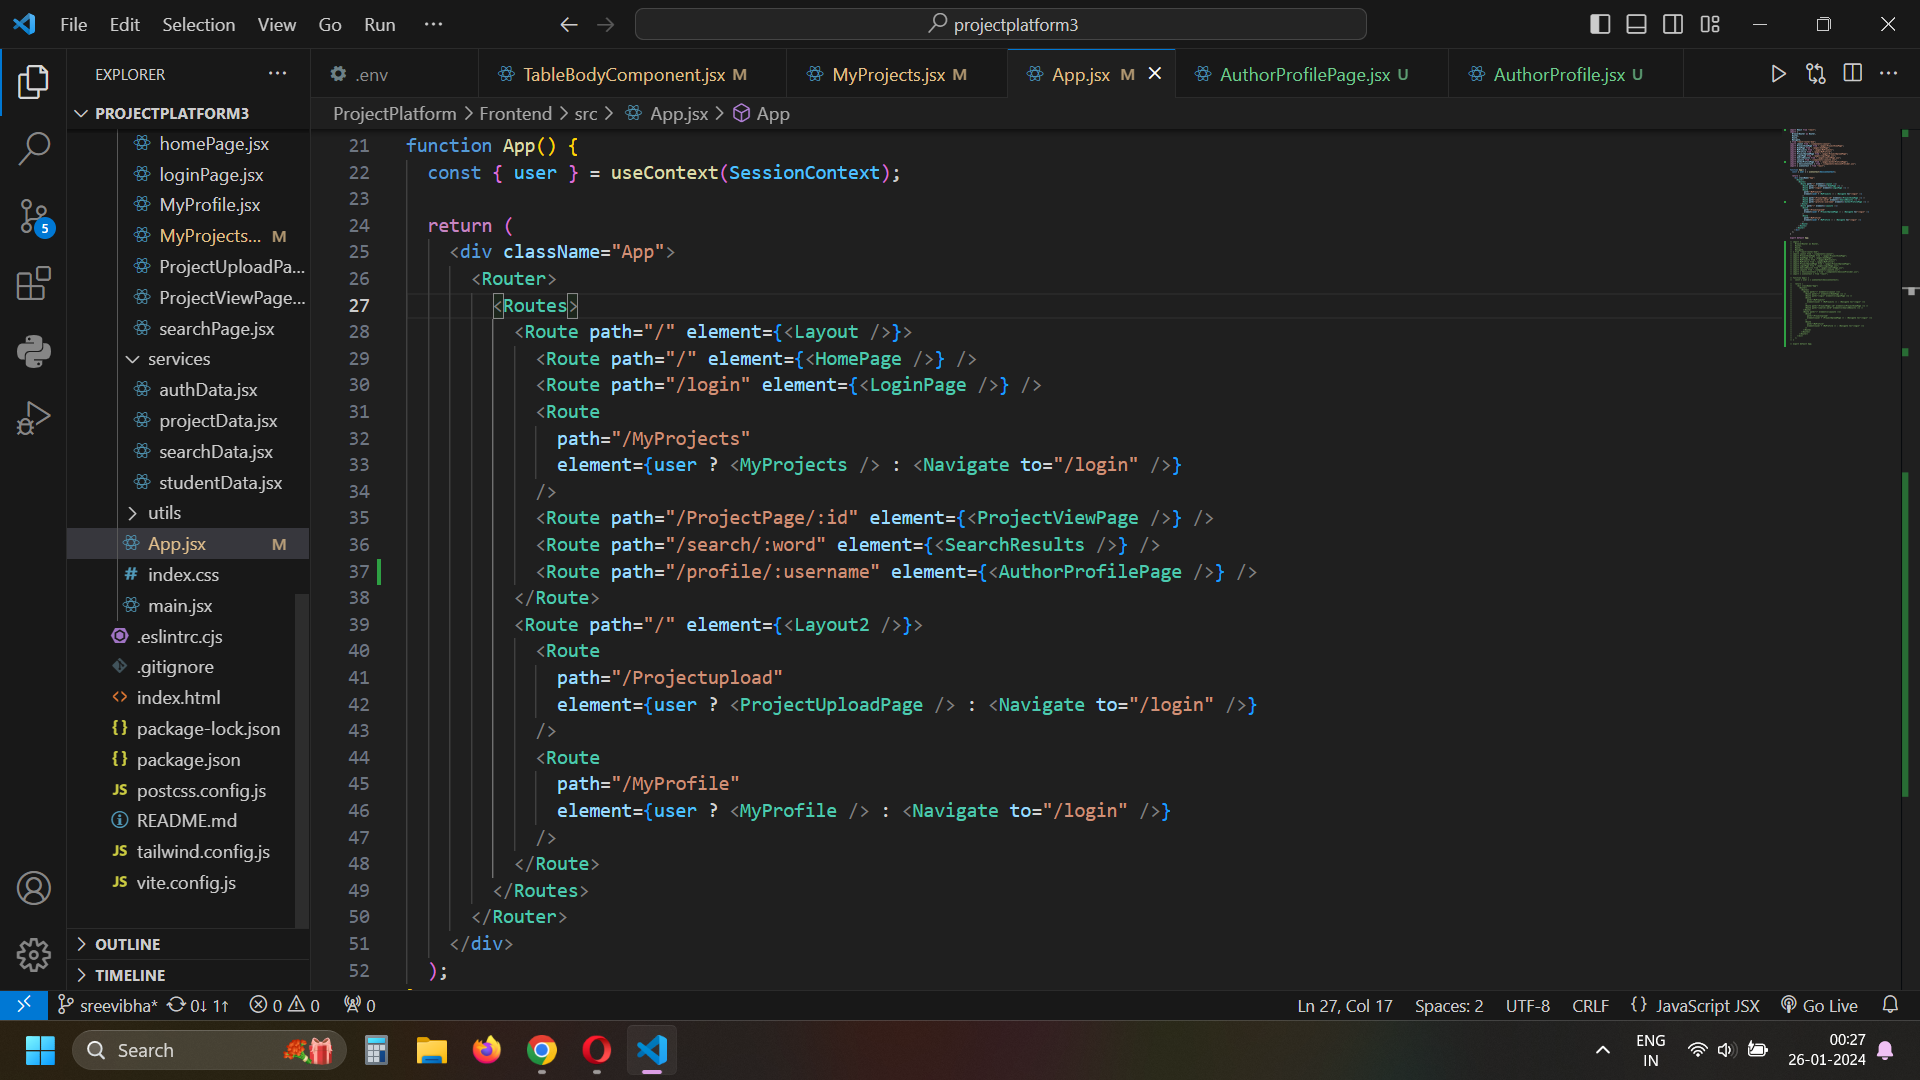 File Edit Selection View Go Run ···
projectplatform3
EXPLORER ···
.env
TableBodyComponent.jsx M
MyProjects.jsx M
App.jsx M
AuthorProfilePage.jsx U
AuthorProfile.jsx U
PROJECTPLATFORM3
ProjectPlatform > Frontend > src > App.jsx > App
homePage.jsx
loginPage.jsx
MyProfile.jsx
MyProjects... M
ProjectUploadPa...
ProjectViewPage...
searchPage.jsx
services
authData.jsx
projectData.jsx
searchData.jsx
studentData.jsx
utils
App.jsx M
index.css
main.jsx
.eslintrc.cjs
.gitignore
index.html
package-lock.json
package.json
postcss.config.js
README.md
tailwind.config.js
vite.config.js
OUTLINE
TIMELINE
5
21 function App() {
22 const { user } = useContext(SessionContext);
23
24 return (
25 <div className="App">
26 <Router>
27 <Routes>
28 <Route path="/" element={<Layout />}>
29 <Route path="/" element={<HomePage />} />
30 <Route path="/login" element={<LoginPage />} />
31 <Route
32 path="/MyProjects"
33 element={user ? <MyProjects /> : <Navigate to="/login" />}
34 />
35 <Route path="/ProjectPage/:id" element={<ProjectViewPage />} />
36 <Route path="/search/:word" element={<SearchResults />} />
37 <Route path="/profile/:username" element={<AuthorProfilePage />} />
38 </Route>
39 <Route path="/" element={<Layout2 />}>
40 <Route
41 path="/Projectupload"
42 element={user ? <ProjectUploadPage /> : <Navigate to="/login" />}
43 />
44 <Route
45 path="/MyProfile"
46 element={user ? <MyProfile /> : <Navigate to="/login" />}
47 />
48 </Route>
49 </Routes>
50 </Router>
51 </div>
52 );
sreevibha* 0↓ 1↑ 0 0 0
Ln 27, Col 17 Spaces: 2 UTF-8 CRLF {} JavaScript JSX Go Live
Search
ENG
IN
00:27
26-01-2024